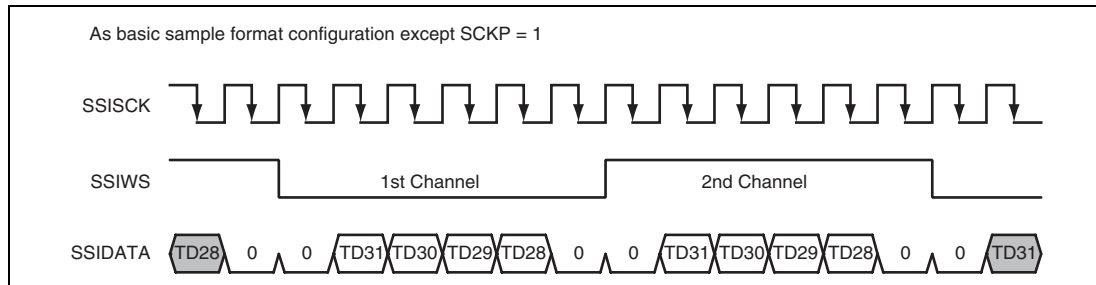 As basic sample format configuration except SCKP = 1
SSISCK
SSIWS 1st Channel 2nd Channel
SSIDATA TD28 0 0 TD31 TD30 TD29 TD28 0 0 TD31 TD30 TD29 TD28 0 0 TD31